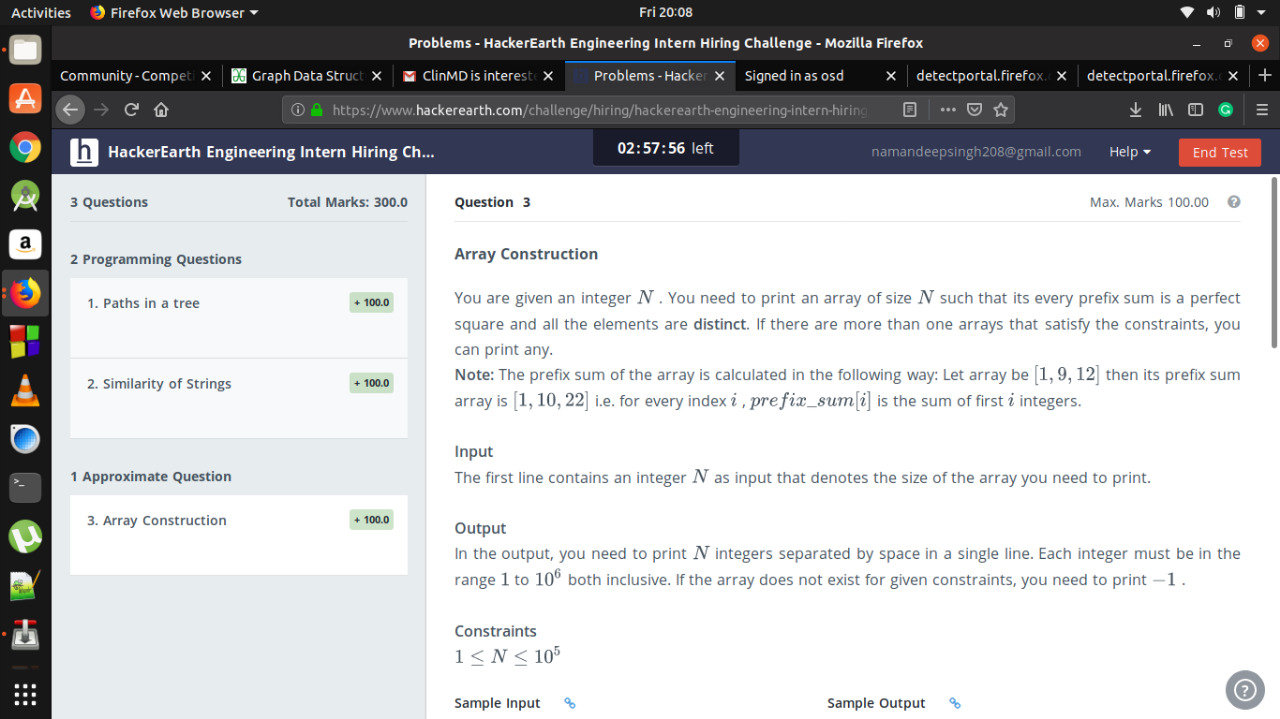 Activities Firefox Web Browser Fri 20:08
Problems - HackerEarth Engineering Intern Hiring Challenge - Mozilla Firefox
Community - Compet Graph Data Struct ClinMD is interest Problems - Hacker Signed in as osd detectportal.firefox. detectportal.firefox.
https://www.hackerearth.com/challenge/hiring/hackerearth-engineering-intern-hiring
h HackerEarth Engineering Intern Hiring Ch... 02:57:56 left namandeepsingh208@gmail.com Help End Test
3 Questions Total Marks: 300.0
2 Programming Questions
1. Paths in a tree + 100.0
2. Similarity of Strings + 100.0
1 Approximate Question
3. Array Construction + 100.0
Question 3 Max. Marks 100.00 ?
Array Construction
You are given an integer N . You need to print an array of size N such that its every prefix sum is a perfect
square and all the elements are distinct. If there are more than one arrays that satisfy the constraints, you
can print any.
Note: The prefix sum of the array is calculated in the following way: Let array be [1, 9, 12] then its prefix sum
array is [1, 10, 22] i.e. for every index i , prefix_sum[i] is the sum of first i integers.
Input
The first line contains an integer N as input that denotes the size of the array you need to print.
Output
In the output, you need to print N integers separated by space in a single line. Each integer must be in the
range 1 to 10⁶ both inclusive. If the array does not exist for given constraints, you need to print −1 .
Constraints
1 ≤ N ≤ 10⁵
Sample Input Sample Output